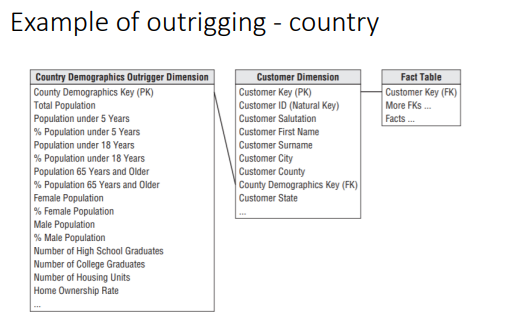 Example of outrigging - country
Country Demographics Outrigger Dimension
County Demographics Key (PK)
Total Population
Population under 5 Years
% Population under 5 Years
Population under 18 Years
% Population under 18 Years
Population 65 Years and Older
% Population 65 Years and Older
Female Population
% Female Population
Male Population
% Male Population
Number of High School Graduates
Number of College Graduates
Number of Housing Units
Home Ownership Rate
...
Customer Dimension
Customer Key (PK)
Customer ID (Natural Key)
Customer Salutation
Customer First Name
Customer Surname
Customer City
Customer County
County Demographics Key (FK)
Customer State
...
Fact Table
Customer Key (FK)
More FKs ...
Facts ...